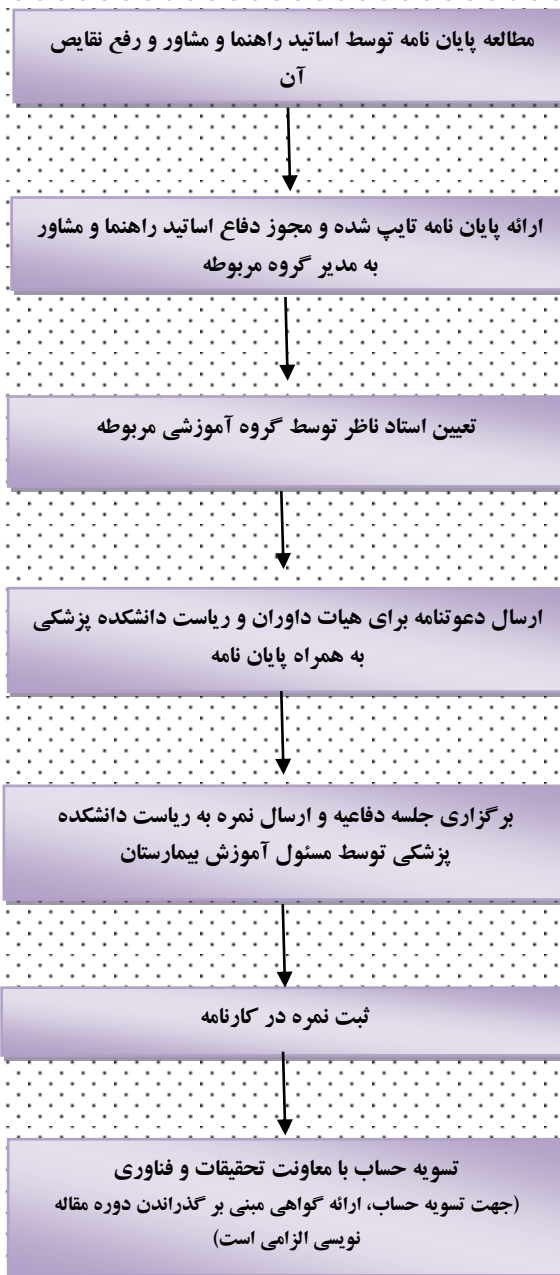 مطالعه پایان نامه توسط اساتید راهنما و مشاور و رفع نقایص
آن
ارائه پایان نامه تایپ شده و مجوز دفاع اساتید راهنما و مشاور
به مدیر گروه مربوطه
تعیین استاد ناظر توسط گروه آموزشی مربوطه
ارسال دعوتنامه برای هیات داوران و ریاست دانشکده پزشکی
به همراه پایان نامه
برگزاری جلسه دفاعیه و ارسال نمره به ریاست دانشکده
پزشکی توسط مسئول آموزش بیمارستان
ثبت نمره در کارنامه
تسویه حساب با معاونت تحقیقات و فناوری
(جهت تسویه حساب، ارائه گواهی مبنی بر گذراندن دوره مقاله
نویسی الزامی است)